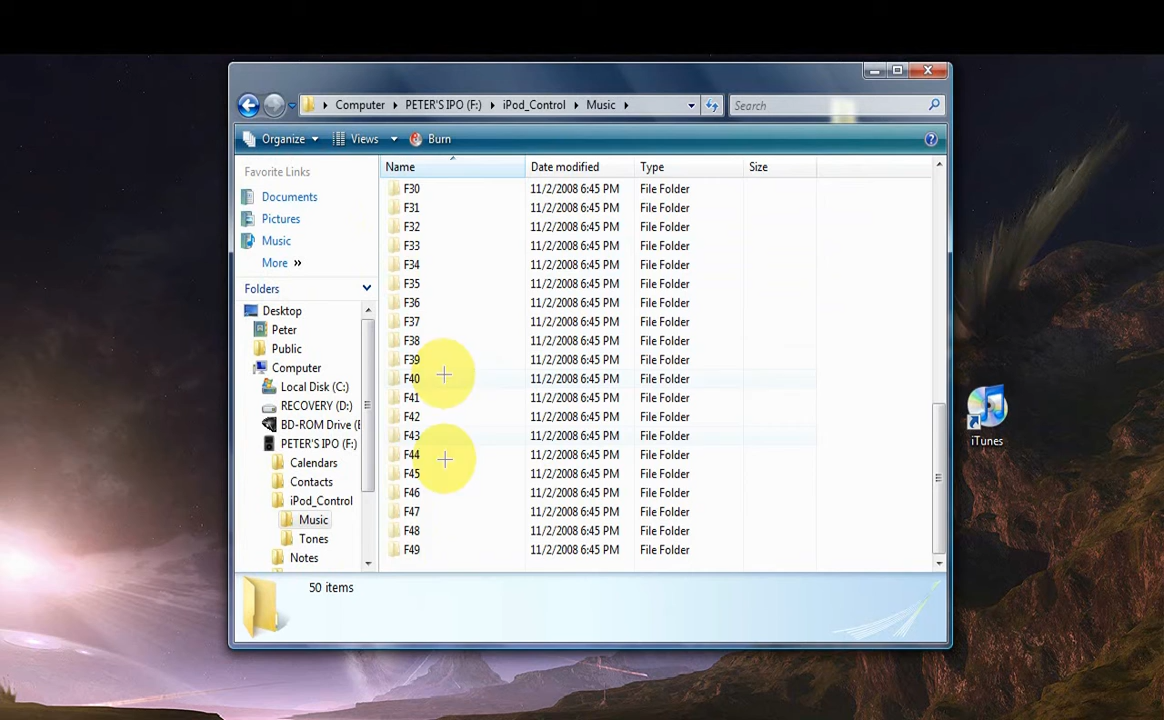 Computer PETER'S IPO (F:) iPod_Control Music Search
Organize Views Burn
Favorite Links
Documents
Pictures
Music
More »
Folders
Desktop
Peter
Public
Computer
Local Disk (C:)
RECOVERY (D:)
BD-ROM Drive (E
PETER'S IPO (F:)
Calendars
Contacts
iPod_Control
Music
Tones
Notes
Name Date modified Type Size
F30 11/2/2008 6:45 PM File Folder
F31 11/2/2008 6:45 PM File Folder
F32 11/2/2008 6:45 PM File Folder
F33 11/2/2008 6:45 PM File Folder
F34 11/2/2008 6:45 PM File Folder
F35 11/2/2008 6:45 PM File Folder
F36 11/2/2008 6:45 PM File Folder
F37 11/2/2008 6:45 PM File Folder
F38 11/2/2008 6:45 PM File Folder
F39 11/2/2008 6:45 PM File Folder
F40 11/2/2008 6:45 PM File Folder
F41 11/2/2008 6:45 PM File Folder
F42 11/2/2008 6:45 PM File Folder
F43 11/2/2008 6:45 PM File Folder
F44 11/2/2008 6:45 PM File Folder
F45 11/2/2008 6:45 PM File Folder
F46 11/2/2008 6:45 PM File Folder
F47 11/2/2008 6:45 PM File Folder
F48 11/2/2008 6:45 PM File Folder
F49 11/2/2008 6:45 PM File Folder
50 items
iTunes